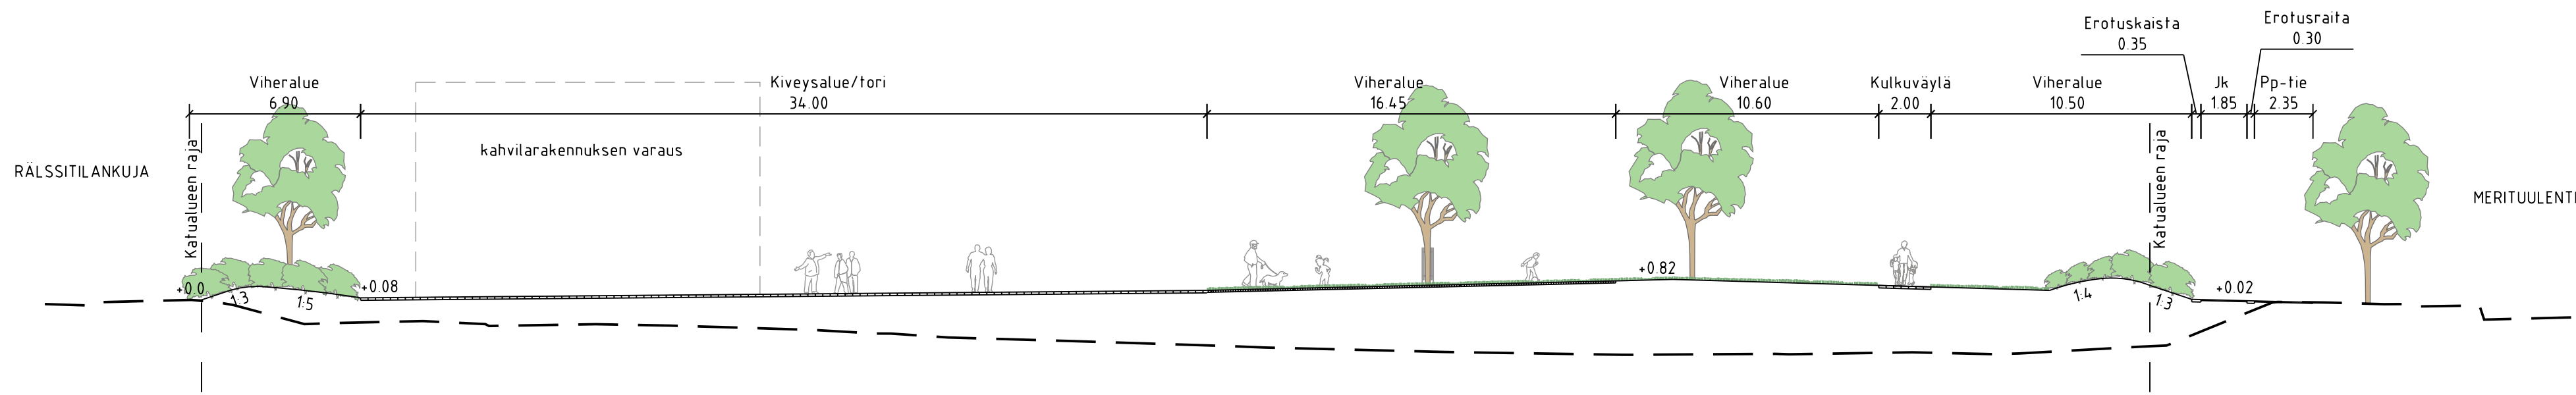 Erotuskaista
0.35
Erotusraita
0.30
Viheralue
6.90
Kiveysalue/tori
34.00
Viheralue
16.45
Viheralue
10.60
Kulkuväylä
2.00
Viheralue
10.50
Jk
1.85
Pp-tie
2.35
RÄLSSITILANKUJA
Katualueen raja
kahvilarakennuksen varaus
Katualueen raja
MERITUULENTI
+0.0
1:3
1:5
+0.08
+0.82
1:4
1:3
+0.02